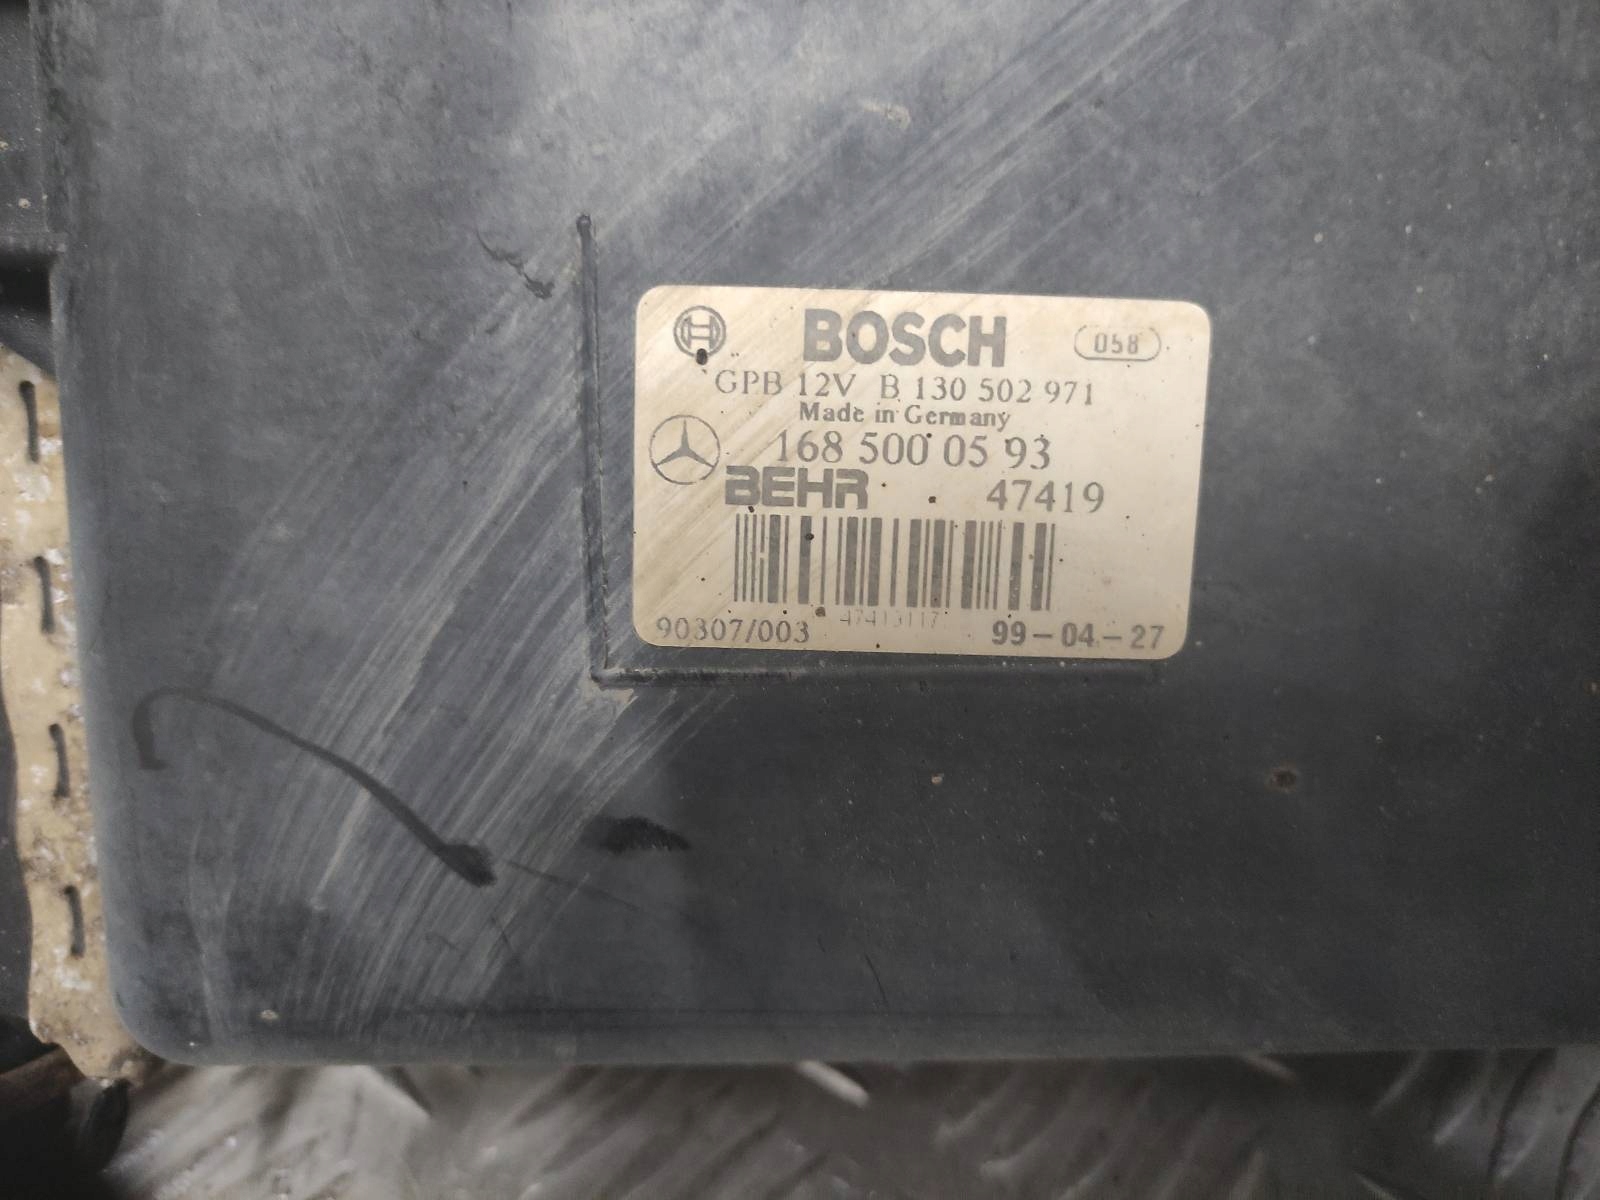 BOSCH 058
GPB 12V B 130 502 971
Made in Germany
168 500 05 93
BEHR 47419
90307/003 99-04-27